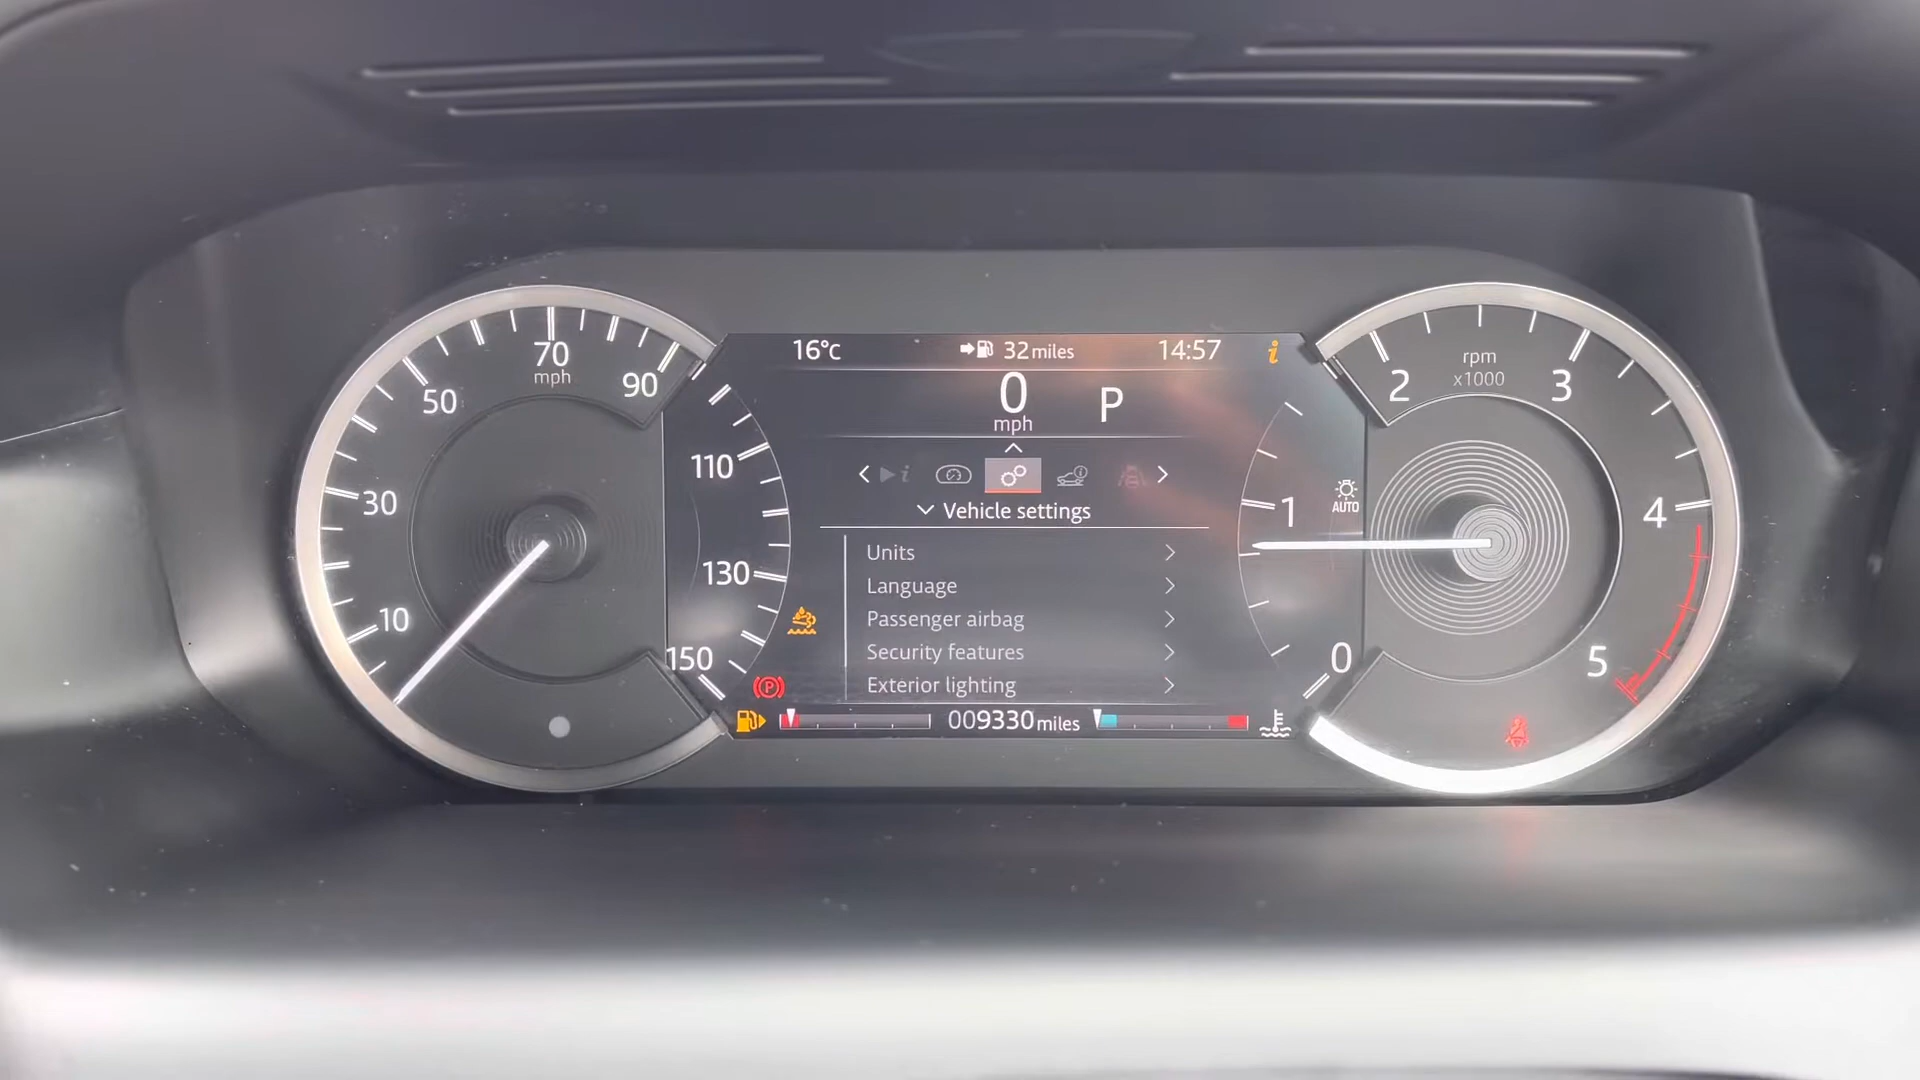 16°C
32 miles
14:57
i
0
mph
P
i
Vehicle settings
Units
Language
Passenger airbag
Security features
Exterior lighting
009330 miles
10
30
50
70
mph
90
110
130
150
P
0
1
2
3
4
5
rpm
x1000
AUTO